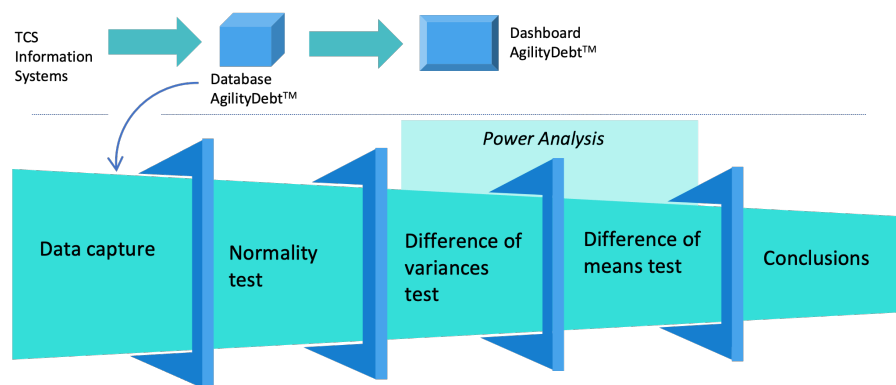 TCS
Information
Systems
Database
AgilityDebt™
Dashboard
AgilityDebt™
Power Analysis
Data capture
Normality
test
Difference of
variances
test
Difference of
means test
Conclusions